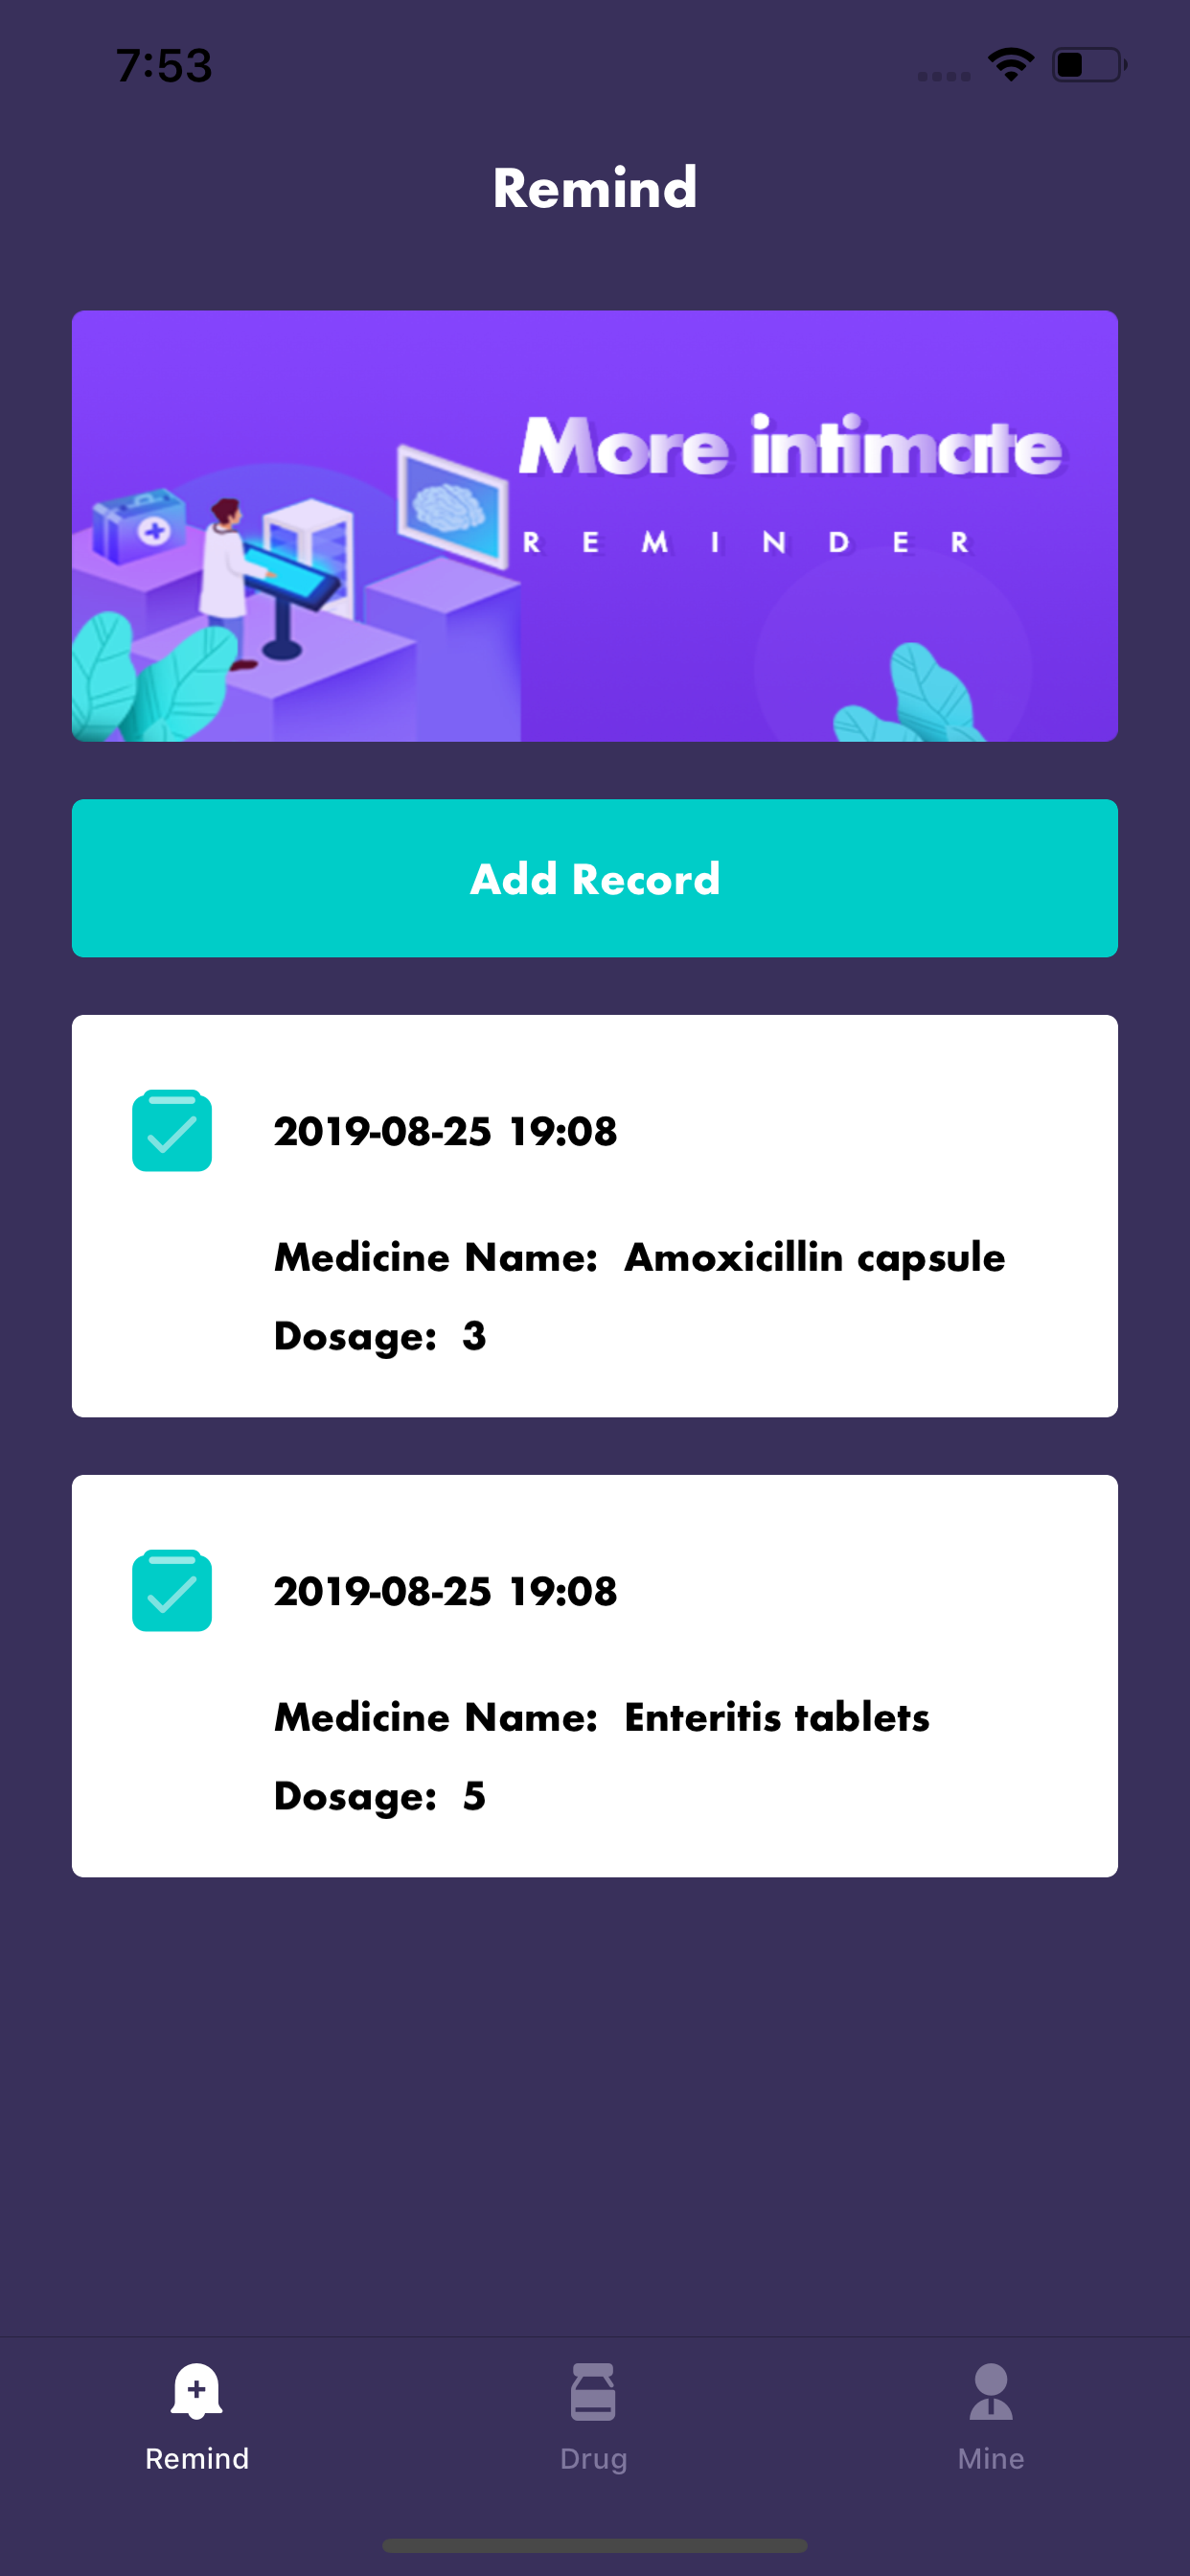 7:53
Remind
More intimate
REMINDER
Add Record
2019-08-25 19:08
Medicine Name: Amoxicillin capsule
Dosage: 3
2019-08-25 19:08
Medicine Name: Enteritis tablets
Dosage: 5
Remind
Drug
Mine